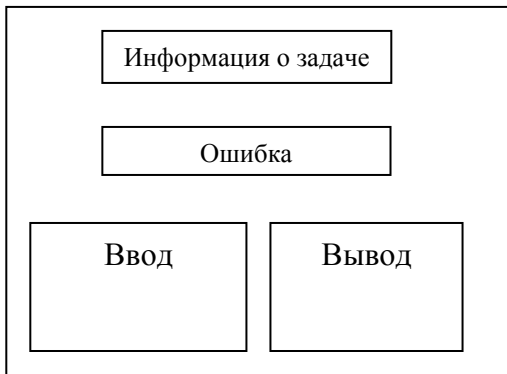 Информация о задаче
Ошибка
Ввод
Вывод